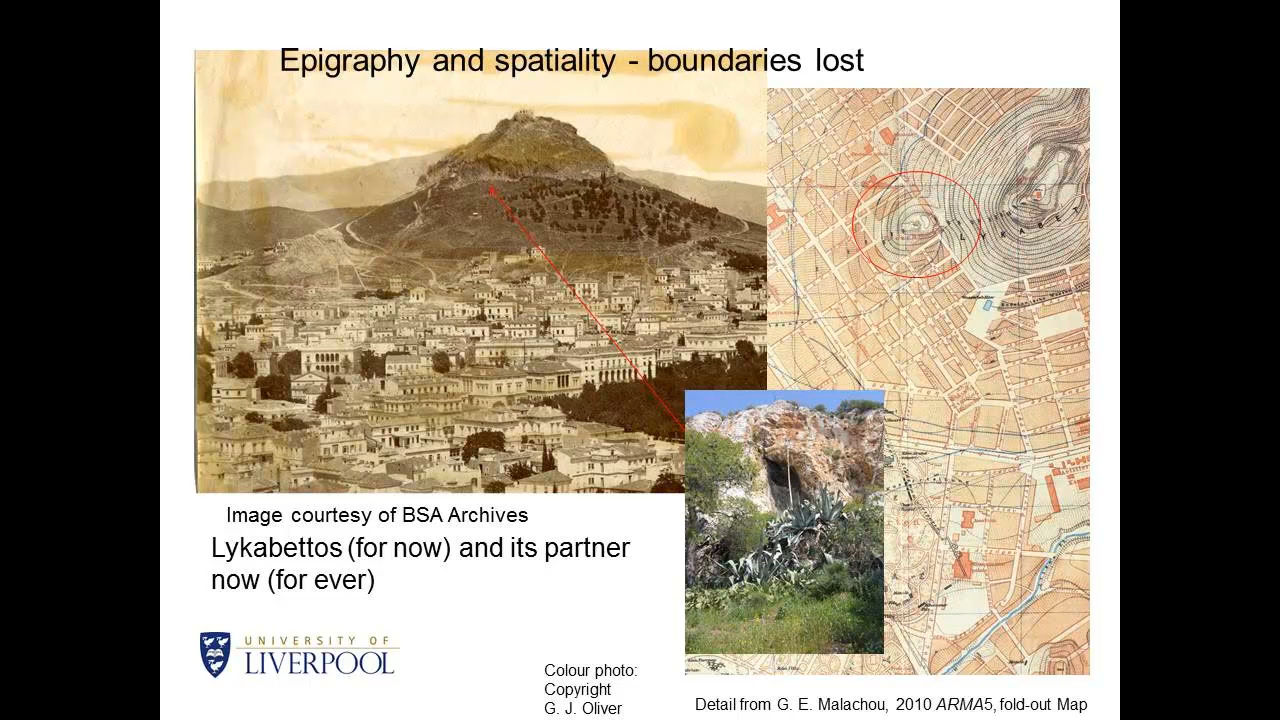 Epigraphy and spatiality - boundaries lost
LYKABET
Image courtesy of BSA Archives
Lykabettos (for now) and its partner
now (for ever)
UNIVERSITY OF
LIVERPOOL
Colour photo:
Copyright
G. J. Oliver
Detail from G. E. Malachou, 2010 ARMA5, fold-out Map